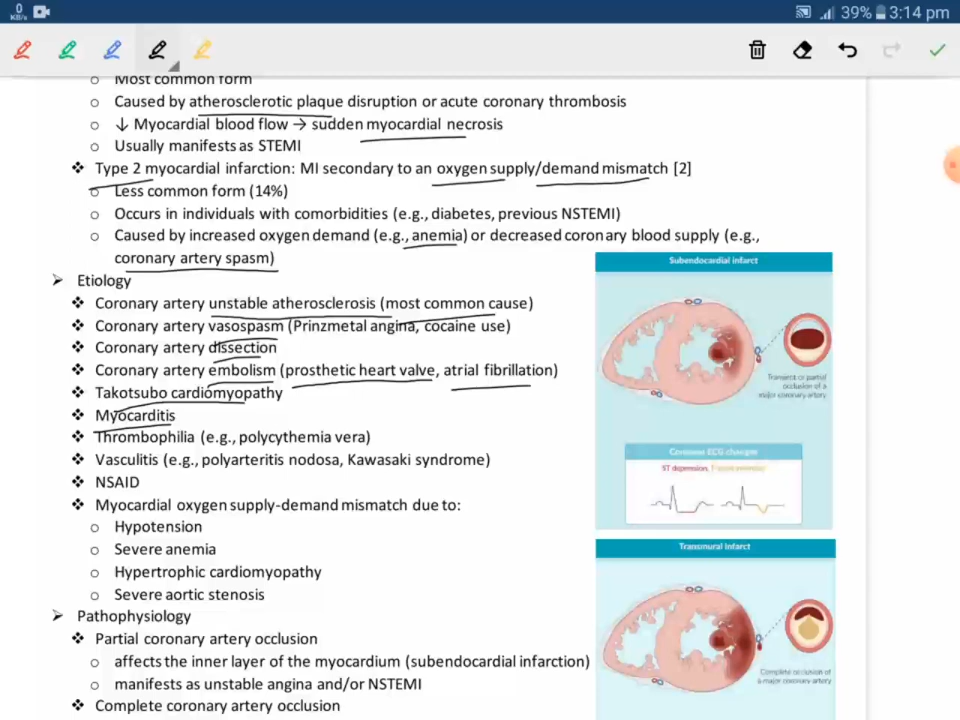 0
KB/s
39% 3:14 pm
Most common form
o Caused by atherosclerotic plaque disruption or acute coronary thrombosis
o ↓ Myocardial blood flow → sudden myocardial necrosis
o Usually manifests as STEMI
❖ Type 2 myocardial infarction: MI secondary to an oxygen supply/demand mismatch [2]
o Less common form (14%)
o Occurs in individuals with comorbidities (e.g., diabetes, previous NSTEMI)
o Caused by increased oxygen demand (e.g., anemia) or decreased coronary blood supply (e.g.,
coronary artery spasm)
➢ Etiology
❖ Coronary artery unstable atherosclerosis (most common cause)
❖ Coronary artery vasospasm (Prinzmetal angina, cocaine use)
❖ Coronary artery dissection
❖ Coronary artery embolism (prosthetic heart valve, atrial fibrillation)
❖ Takotsubo cardiomyopathy
❖ Myocarditis
❖ Thrombophilia (e.g., polycythemia vera)
❖ Vasculitis (e.g., polyarteritis nodosa, Kawasaki syndrome)
❖ NSAID
❖ Myocardial oxygen supply-demand mismatch due to:
o Hypotension
o Severe anemia
o Hypertrophic cardiomyopathy
o Severe aortic stenosis
➢ Pathophysiology
❖ Partial coronary artery occlusion
o affects the inner layer of the myocardium (subendocardial infarction)
o manifests as unstable angina and/or NSTEMI
❖ Complete coronary artery occlusion
Subendocardial infarct
Transient or partial
occlusion of a
major coronary artery
Common ECG changes
ST depression, T-wave inversion
Transmural infarct
Complete occlusion of
a major coronary artery